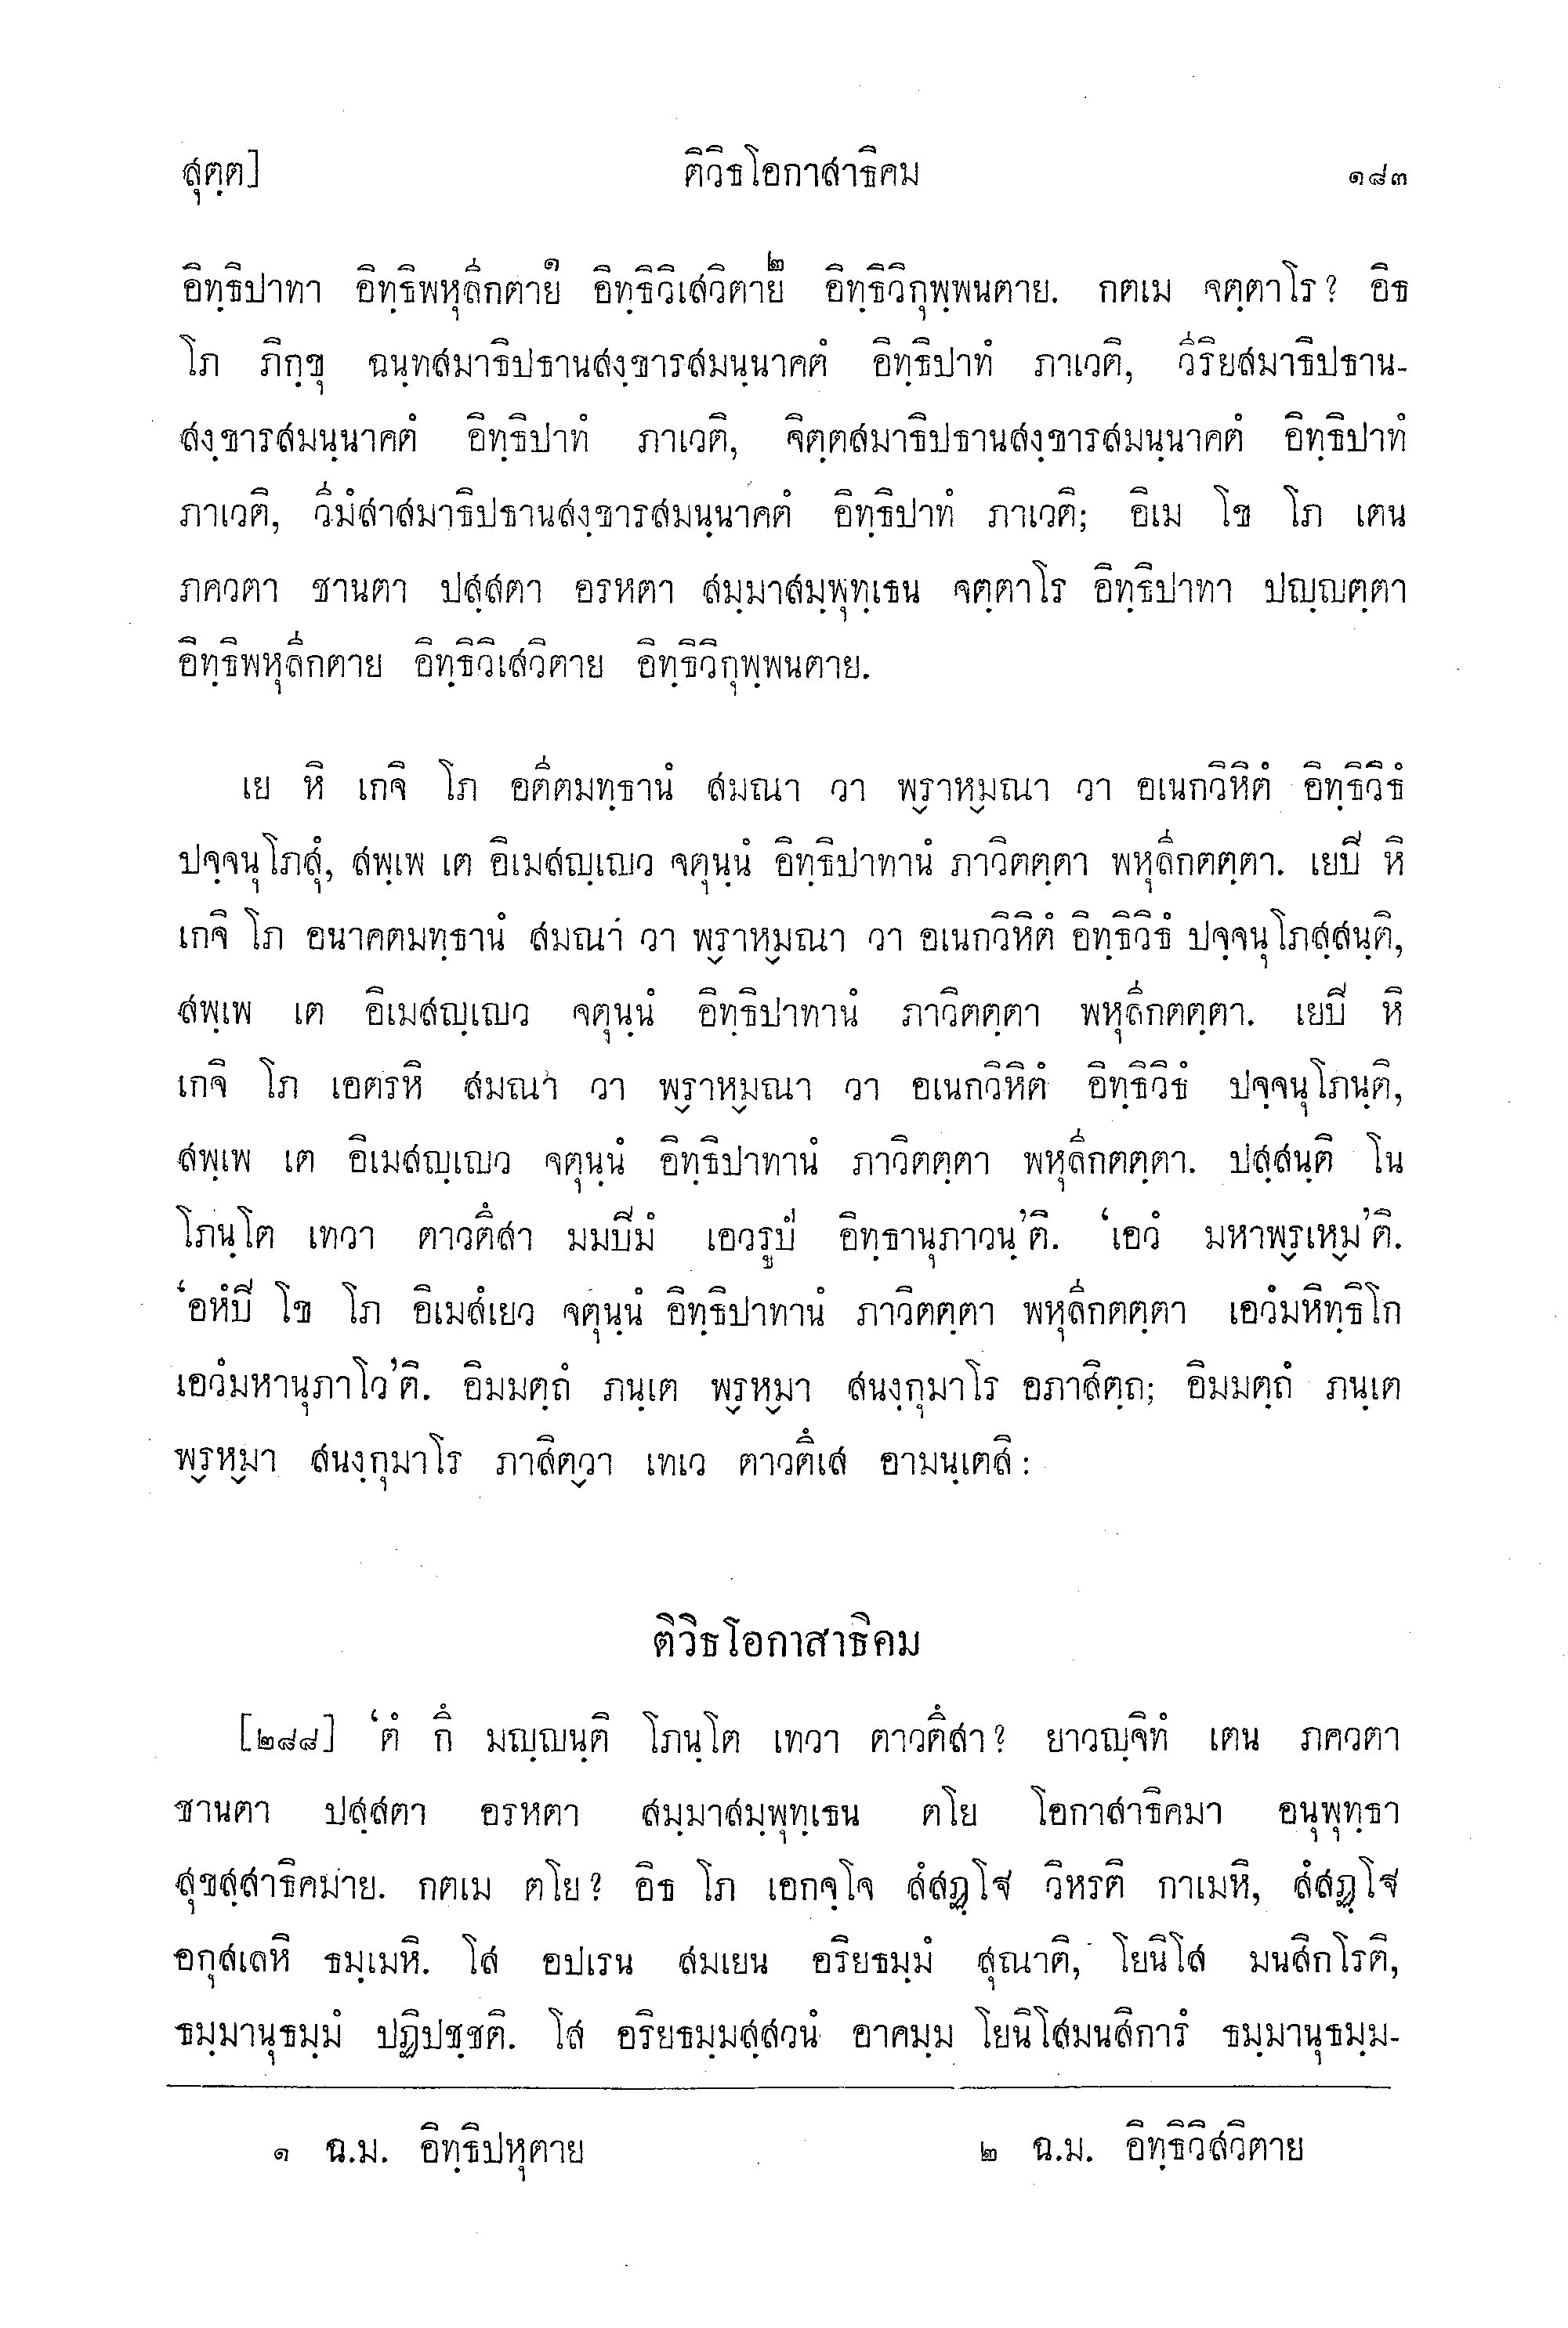 สุตฺต] ติวิธโอกาสาธิคม ๑๘๓
อิทฺธิปาทา อิทฺธิพหุลีกตาย๑ อิทฺธิวิเสวิตาย๒ อิทฺธิวิกุพฺพนตาย. กตเม จตฺตาโร? อิธ
โภ ภิกฺขุ ฉนฺทสมาธิปธานสงฺขารสมนฺนาคตํ อิทฺธิปาทํ ภาเวติ, วีริยสมาธิปธาน-
สงฺขารสมนฺนาคตํ อิทฺธิปาทํ ภาเวติ, จิตฺตสมาธิปธานสงฺขารสมนฺนาคตํ อิทฺธิปาทํ
ภาเวติ, วีมํสาสมาธิปธานสงฺขารสมนฺนาคตํ อิทฺธิปาทํ ภาเวติ; อิเม โข โภ เตน
ภควตา ชานตา ปสฺสตา อรหตา สมฺมาสมฺพุทฺเธน จตฺตาโร อิทฺธิปาทา ปญฺญตฺตา
อิทฺธิพหุลีกตาย อิทฺธิวิเสวิตาย อิทฺธิวิกุพฺพนตาย.
เย หิ เกจิ โภ อตีตมทฺธานํ สมณา วา พฺราหฺมณา วา อเนกวิหิตํ อิทฺธิวิธํ
ปจฺจนุโภสุํ, สพฺเพ เต อิเมสญฺเญว จตุนฺนํ อิทฺธิปาทานํ ภาวิตตฺตา พหุลีกตตฺตา. เยปิ หิ
เกจิ โภ อนาคตมทฺธานํ สมณา วา พฺราหฺมณา วา อเนกวิหิตํ อิทฺธิวิธํ ปจฺจนุโภสฺสนฺติ,
สพฺเพ เต อิเมสญฺเญว จตุนฺนํ อิทฺธิปาทานํ ภาวิตตฺตา พหุลีกตตฺตา. เยปิ หิ
เกจิ โภ เอตรหิ สมณา วา พฺราหฺมณา วา อเนกวิหิตํ อิทฺธิวิธํ ปจฺจนุโภนฺติ,
สพฺเพ เต อิเมสญฺเญว จตุนฺนํ อิทฺธิปาทานํ ภาวิตตฺตา พหุลีกตตฺตา. ปสฺสนฺติ โน
โภนฺโต เทวา ตาวตึสา มมปิมํ เอวรูปํ อิทฺธานุภาวนฺ’ติ. ‘เอวํ มหาพฺรเหฺม’ติ.
‘อหํปิ โข โภ อิเมสํเยว จตุนฺนํ อิทฺธิปาทานํ ภาวิตตฺตา พหุลีกตตฺตา เอวํมหิทฺธิโก
เอวํมหานุภาโว’ติ. อิมมตฺถํ ภนฺเต พฺรหฺมา สนงฺกุมาโร อภาสิตฺถ; อิมมตฺถํ ภนฺเต
พฺรหฺมา สนงฺกุมาโร ภาสิตฺวา เทเว ตาวตึเส อามนฺเตสิ:
ติวิธโอกาสาธิคม
[๒๘๘] ‘ตํ กึ มญฺญนฺติ โภนฺโต เทวา ตาวตึสา? ยาวญฺจิทํ เตน ภควตา
ชานตา ปสฺสตา อรหตา สมฺมาสมฺพุทฺเธน ตโย โอกาสาธิคมา อนุพุทฺธา
สุขสฺสาธิคมาย. กตเม ตโย? อิธ โภ เอกจฺโจ สํสฏฺโฐ วิหรติ กาเมหิ, สํสฏฺโฐ
อกุสเลหิ ธมฺเมหิ. โส อปเรน สมเยน อริยธมฺมํ สุณาติ, โยนิโส มนสิกโรติ,
ธมฺมานุธมฺมํ ปฏิปชฺชติ. โส อริยธมฺมสฺสวนํ อาคมฺม โยนิโสมนสิการํ ธมฺมานุธมฺม-
๑ ฉ.ม. อิทฺธิปหุตาย ๒ ฉ.ม. อิทฺธิวิสวิตาย